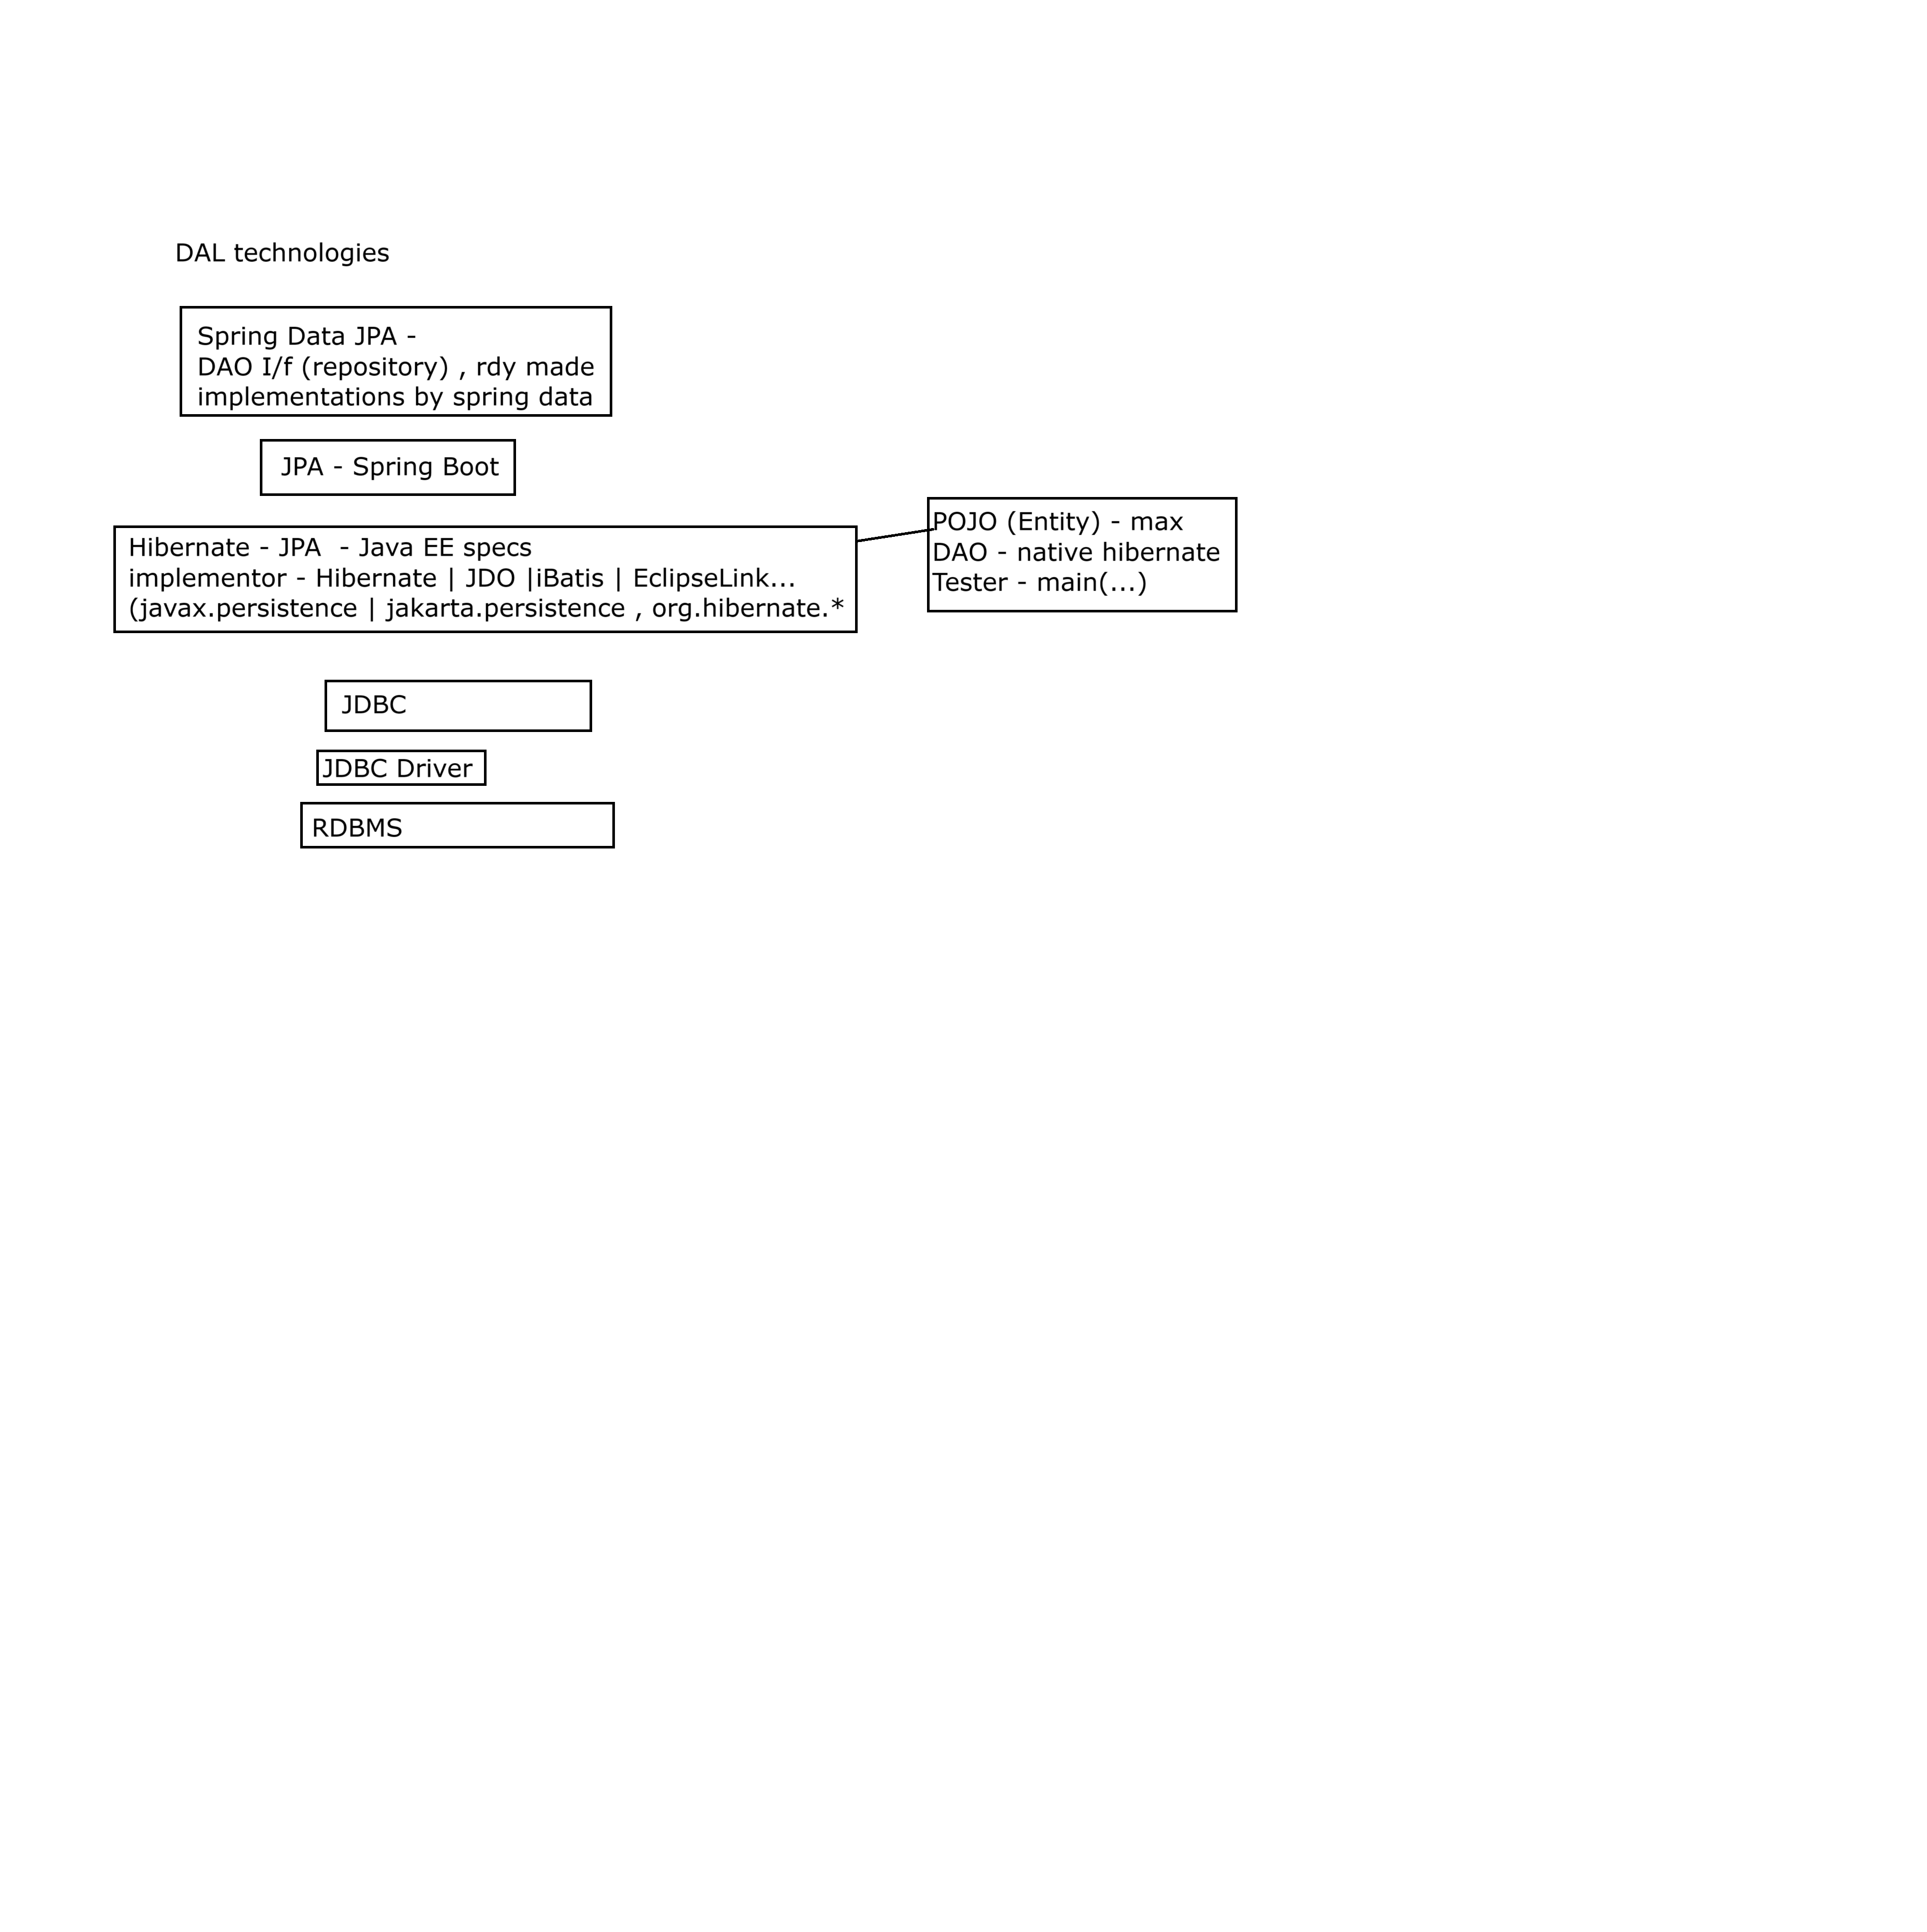 DAL technologies
Spring Data JPA -
DAO I/f (repository) , rdy made
implementations by spring data
JPA - Spring Boot
Hibernate - JPA  - Java EE specs
implementor - Hibernate | JDO |iBatis | EclipseLink...
(javax.persistence | jakarta.persistence , org.hibernate.*
POJO (Entity) - max
DAO - native hibernate
Tester - main(...)
JDBC
JDBC Driver
RDBMS